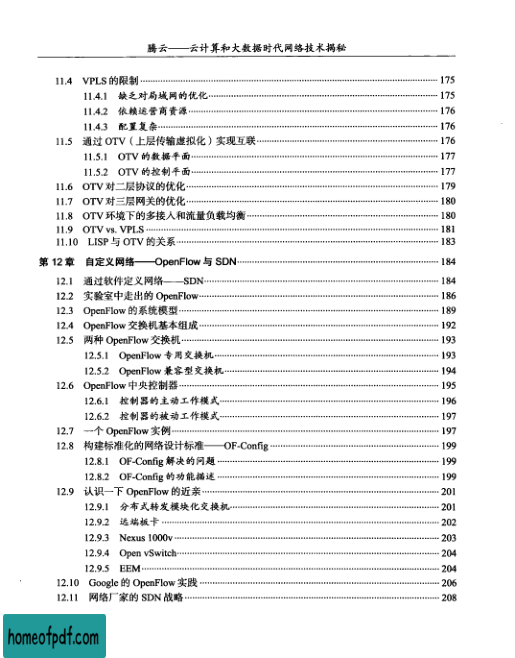 腾云——云计算和大数据时代网络技术揭秘
11.4 VPLS的限制 175
11.4.1 缺乏对局域网的优化 175
11.4.2 依赖运营商资源 176
11.4.3 配置复杂 176
11.5 通过OTV（上层传输虚拟化）实现互联 176
11.5.1 OTV的数据平面 177
11.5.2 OTV的控制平面 177
11.6 OTV对二层协议的优化 179
11.7 OTV对三层网关的优化 180
11.8 OTV环境下的多接入和流量负载均衡 180
11.9 OTV vs. VPLS 181
11.10 LISP与OTV的关系 183
第12章 自定义网络——OpenFlow与SDN 184
12.1 通过软件定义网络——SDN 184
12.2 实验室中走出的OpenFlow 186
12.3 OpenFlow的系统模型 189
12.4 OpenFlow交换机基本组成 192
12.5 两种OpenFlow交换机 193
12.5.1 OpenFlow专用交换机 193
12.5.2 OpenFlow兼容型交换机 194
12.6 OpenFlow中央控制器 195
12.6.1 控制器的主动工作模式 196
12.6.2 控制器的被动工作模式 197
12.7 一个OpenFlow实例 197
12.8 构建标准化的网络设计标准——OF-Config 199
12.8.1 OF-Config解决的问题 199
12.8.2 OF-Config的功能描述 199
12.9 认识一下OpenFlow的近亲 201
12.9.1 分布式转发模块化交换机 201
12.9.2 远端板卡 202
12.9.3 Nexus 1000v 203
12.9.4 Open vSwitch 204
12.9.5 EEM 204
12.10 Google的OpenFlow实践 206
12.11 网络厂家的SDN战略 208
homeofpdf.com